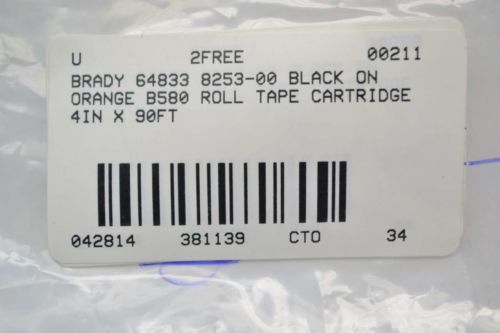 U 2FREE 00211
BRADY 64833 8253-00 BLACK ON
ORANGE B580 ROLL TAPE CARTRIDGE
4IN X 90FT
042814 381139 CTO 34